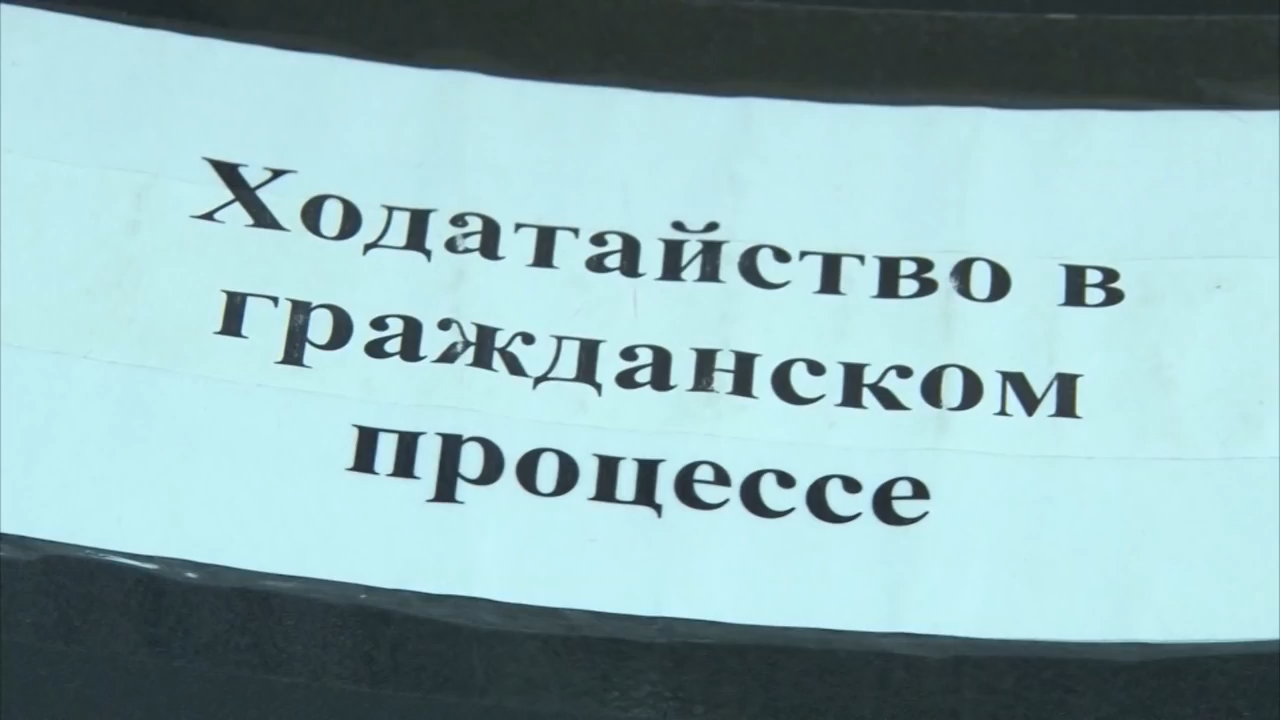 Ходатайство в
гражданском
процессе